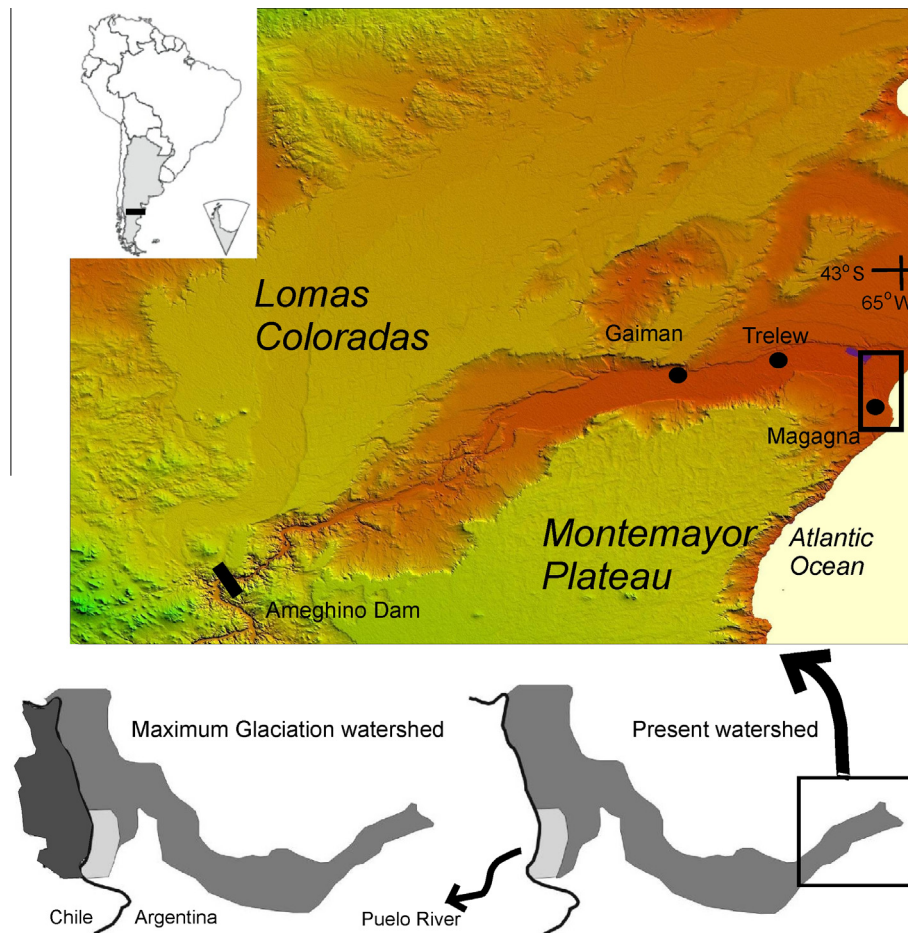 Lomas
Coloradas
43°S
65°W
Gaiman
Trelew
Magagna
Montemayor
Plateau
Atlantic
Ocean
Ameghino Dam
Maximum Glaciation watershed
Present watershed
Chile
Argentina
Puelo River